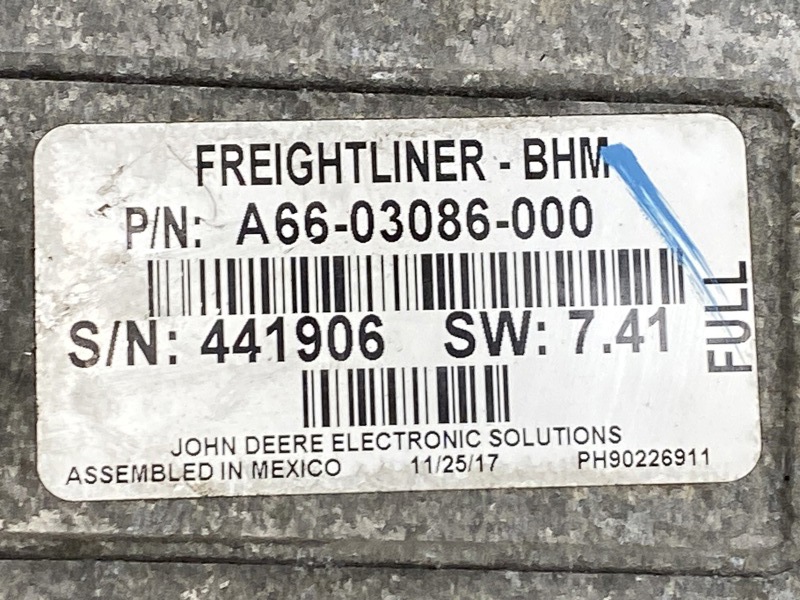 FREIGHTLINER - BHM
P/N: A66-03086-000
S/N: 441906 SW: 7.41
FULL
JOHN DEERE ELECTRONIC SOLUTIONS
ASSEMBLED IN MEXICO 11/25/17 PH90226911